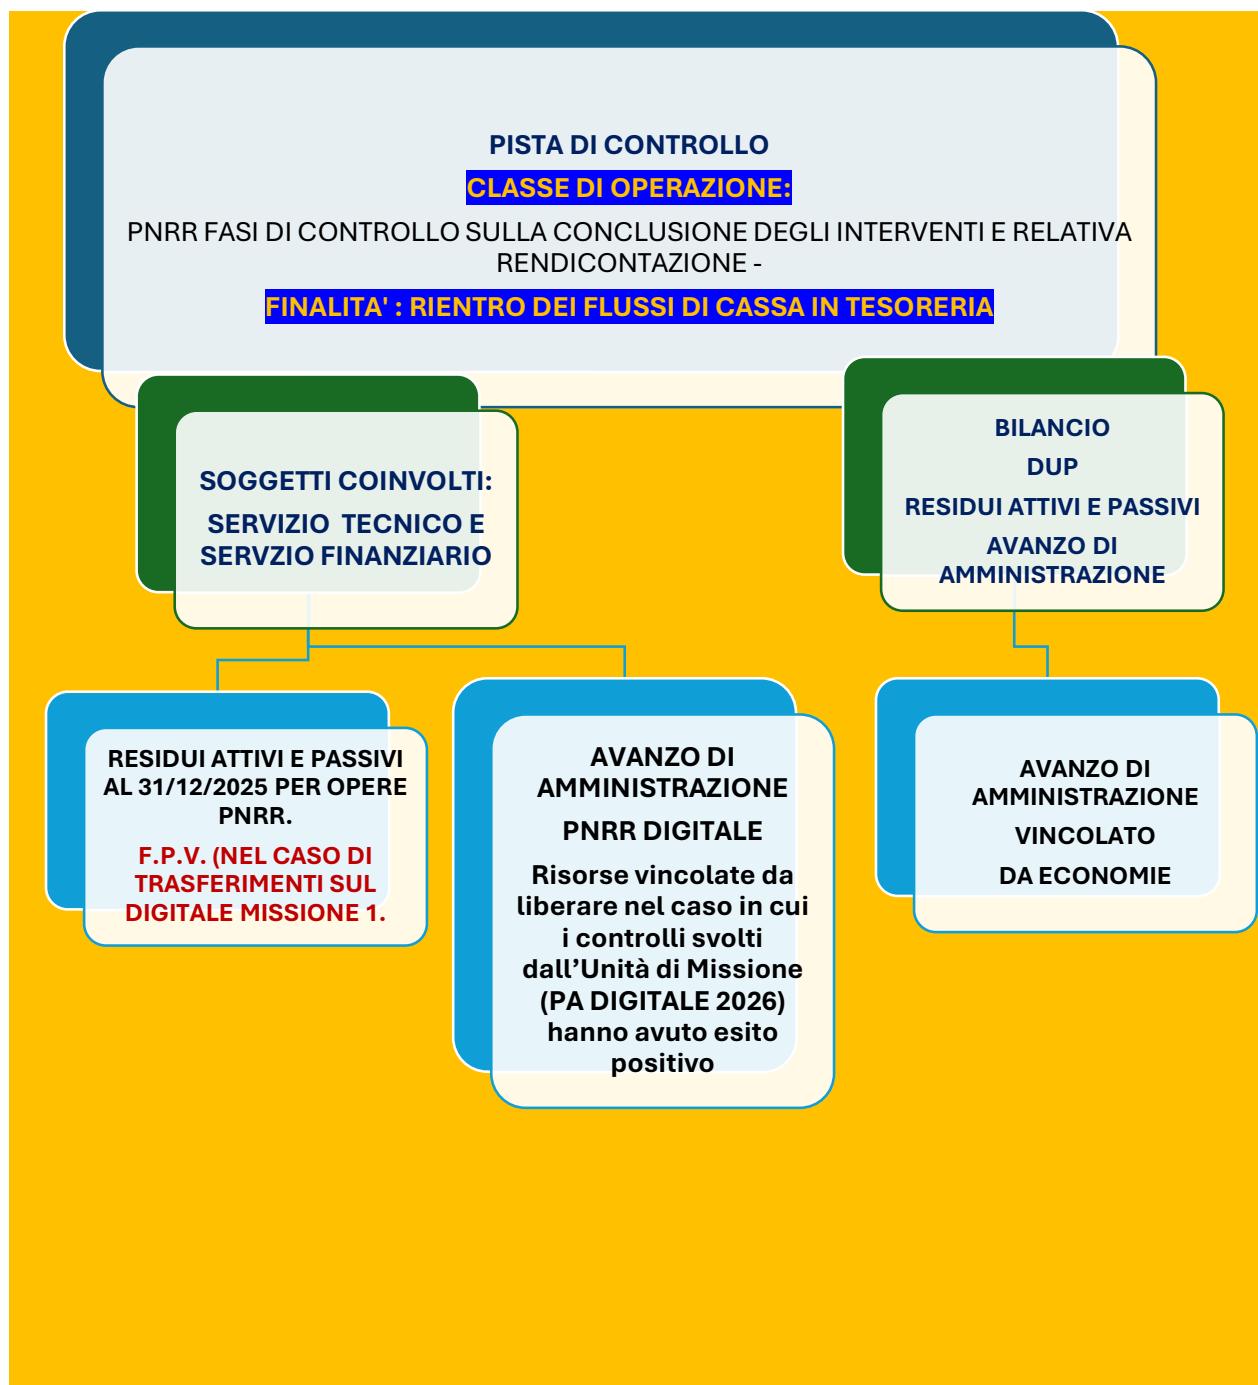 PISTA DI CONTROLLO
CLASSE DI OPERAZIONE:
PNRR FASI DI CONTROLLO SULLA CONCLUSIONE DEGLI INTERVENTI E RELATIVA
RENDICONTAZIONE -
FINALITA' : RIENTRO DEI FLUSSI DI CASSA IN TESORERIA
SOGGETTI COINVOLTI:
SERVIZIO TECNICO E
SERVZIO FINANZIARIO
BILANCIO
DUP
RESIDUI ATTIVI E PASSIVI
AVANZO DI
AMMINISTRAZIONE
RESIDUI ATTIVI E PASSIVI
AL 31/12/2025 PER OPERE
PNRR.
F.P.V. (NEL CASO DI
TRASFERIMENTI SUL
DIGITALE MISSIONE 1.
AVANZO DI
AMMINISTRAZIONE
PNRR DIGITALE
Risorse vincolate da
liberare nel caso in cui
i controlli svolti
dall’Unità di Missione
(PA DIGITALE 2026)
hanno avuto esito
positivo
AVANZO DI
AMMINISTRAZIONE
VINCOLATO
DA ECONOMIE